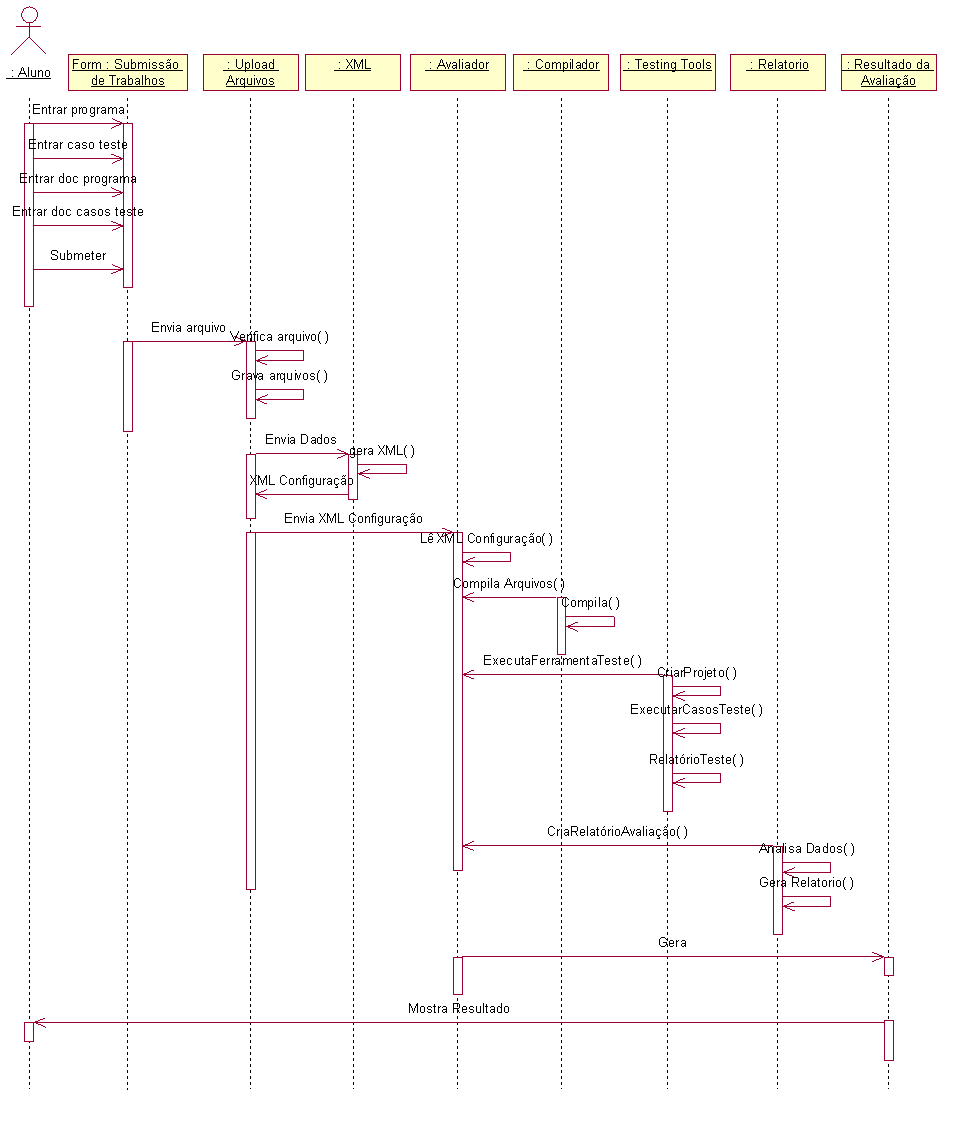 : Aluno
Form : Submissão
de Trabalhos
: Upload
Arquivos
: XML
: Avaliador
: Compilador
: Testing Tools
: Relatorio
: Resultado da
Avaliação
Entrar programa
Entrar caso teste
Entrar doc programa
Entrar doc casos teste
Submeter
Envia arquivo
Verifica arquivo( )
Grava arquivos( )
Envia Dados
gera XML( )
XML Configuração
Envia XML Configuração
Lê XML Configuração( )
Compila Arquivos( )
Compila( )
ExecutaFerramentaTeste( )
CriarProjeto( )
ExecutarCasosTeste( )
RelatórioTeste( )
CriaRelatórioAvaliação( )
Analisa Dados( )
Gera Relatorio( )
Gera
Mostra Resultado